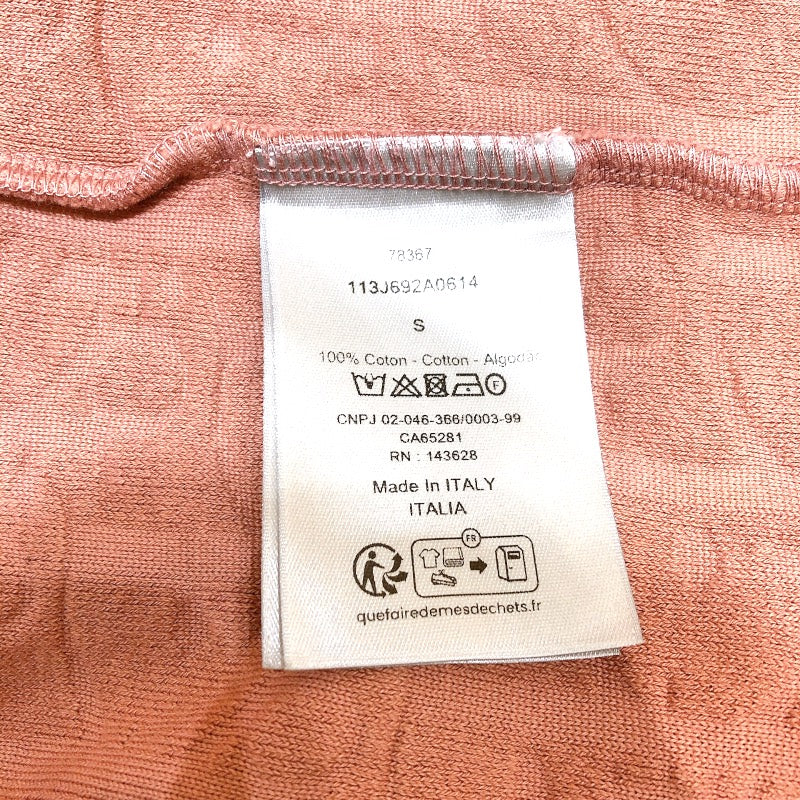 78367
113J692A0614
S
100% Coton - Cotton - Algodão
F
CNPJ 02-046-366/0003-99
CA65281
RN : 143628
Made In ITALY
ITALIA
FR
quefairedemesdechets.fr